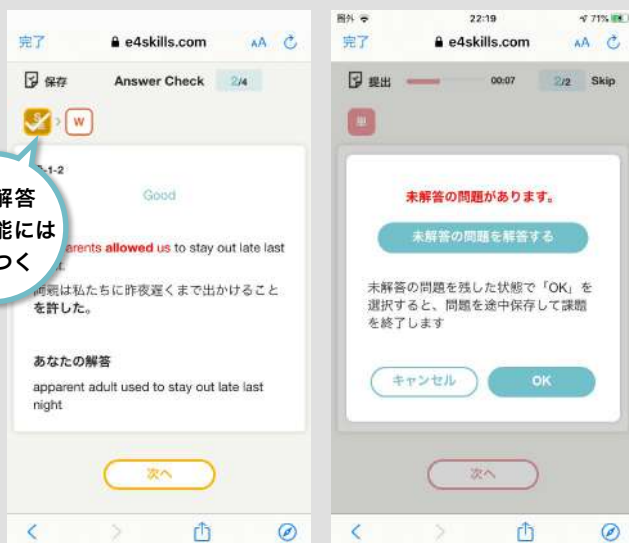 完了
e4skills.com
AA
保存
Answer Check
2/4
S
W
-1-2
Good
解答
能には
つく
arents allowed us to stay out late last
両親は私たちに昨夜遅くまで出かけること
を許した。
あなたの解答
apparent adult used to stay out late last
night
次へ
圏外
22:19
71%
完了
e4skills.com
AA
提出
00:07
2/2
Skip
単
未解答の問題があります。
未解答の問題を解答する
未解答の問題を残した状態で「OK」を
選択すると、問題を途中保存して課題
を終了します
キャンセル
OK
次へ